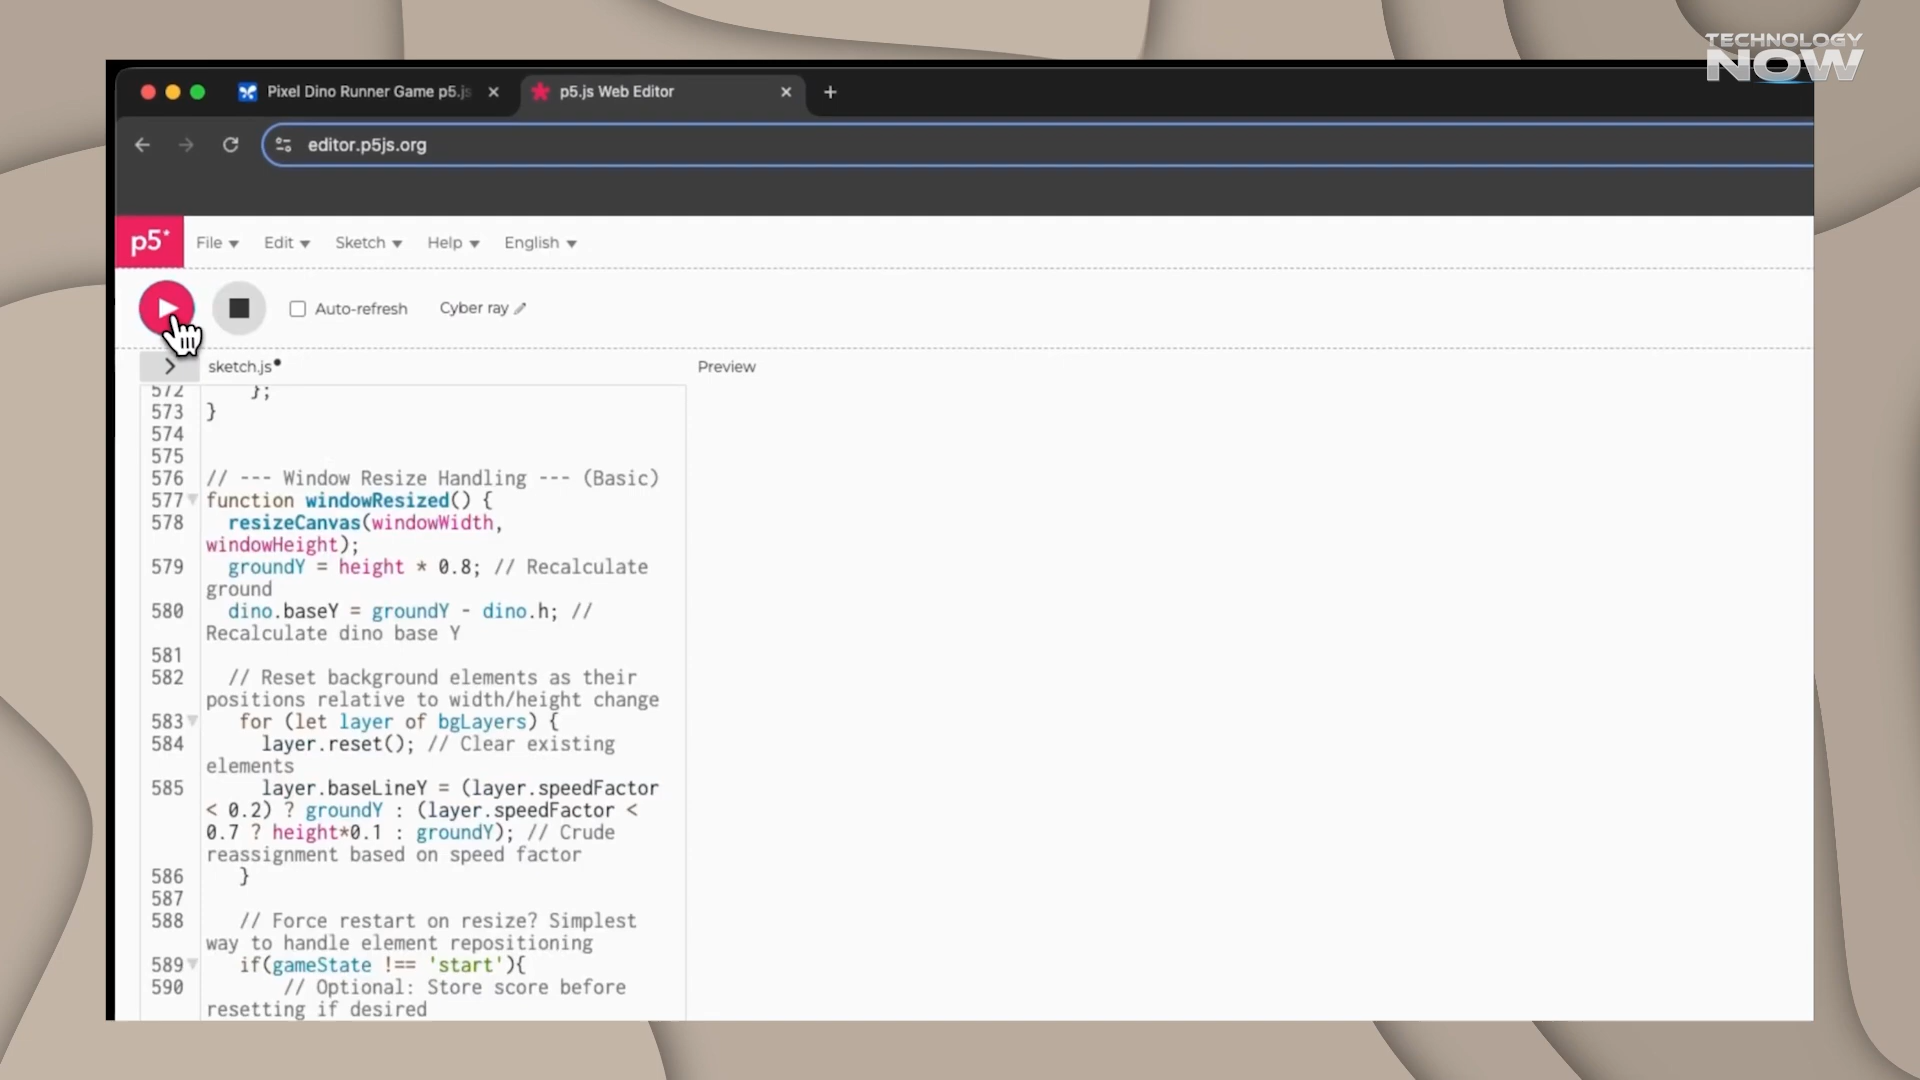 TECHNOLOGY
NOW
Pixel Dino Runner Game p5.js
p5.js Web Editor
editor.p5js.org
p5*
File
Edit
Sketch
Help
English
Auto-refresh
Cyber ray
sketch.js
Preview
572     };
573 }
574
575
576 // --- Window Resize Handling --- (Basic)
577 function windowResized() {
578   resizeCanvas(windowWidth,
windowHeight);
579   groundY = height * 0.8; // Recalculate
ground
580   dino.baseY = groundY - dino.h; //
Recalculate dino base Y
581
582   // Reset background elements as their
positions relative to width/height change
583    for (let layer of bgLayers) {
584      layer.reset(); // Clear existing
elements
585      layer.baseLineY = (layer.speedFactor
< 0.2) ? groundY : (layer.speedFactor <
0.7 ? height*0.1 : groundY); // Crude
reassignment based on speed factor
586    }
587
588    // Force restart on resize? Simplest
way to handle element repositioning
589    if(gameState !== 'start'){
590        // Optional: Store score before
resetting if desired